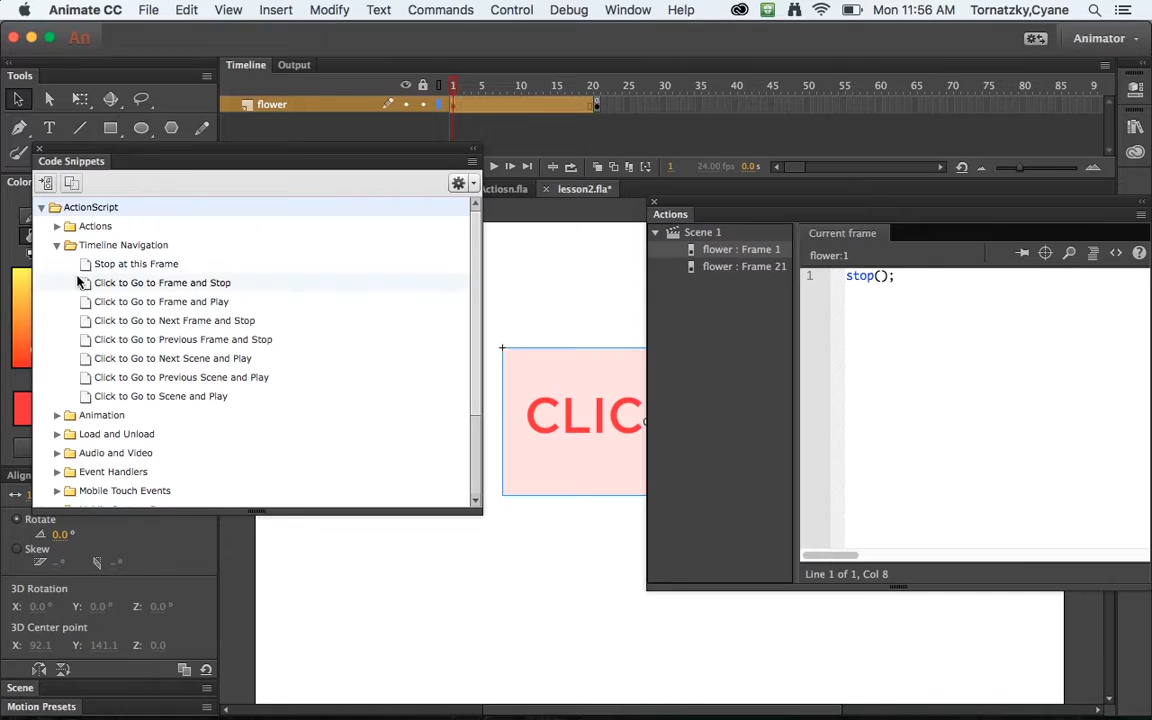 Animate CC File Edit View Insert Modify Text Commands Control Debug Window Help Mon 11:56 AM Tornatzky,Cyane
An Animator
Tools Timeline Output
1 5 10 15 20 25 30 35 40 45 50 55 60 65 70 75 80 85 9
flower
Code Snippets
1 24.00 fps 0.0 s
Color
lesson2.fla*
ActionScript
Actions
Timeline Navigation
Stop at this Frame
Click to Go to Frame and Stop
Click to Go to Frame and Play
Click to Go to Next Frame and Stop
Click to Go to Previous Frame and Stop
Click to Go to Next Scene and Play
Click to Go to Previous Scene and Play
Click to Go to Scene and Play
Animation
Load and Unload
Audio and Video
Event Handlers
Mobile Touch Events
Actions
Scene 1
flower : Frame 1
flower : Frame 21
Current frame
flower:1
1 stop();
Line 1 of 1, Col 8
CLIC
Align
Rotate
0.0 °
Skew
3D Rotation
X: 0.0 ° Y: 0.0 ° Z: 0.0 °
3D Center point
X: 92.1 Y: 141.1 Z: 0.0
Scene
Motion Presets